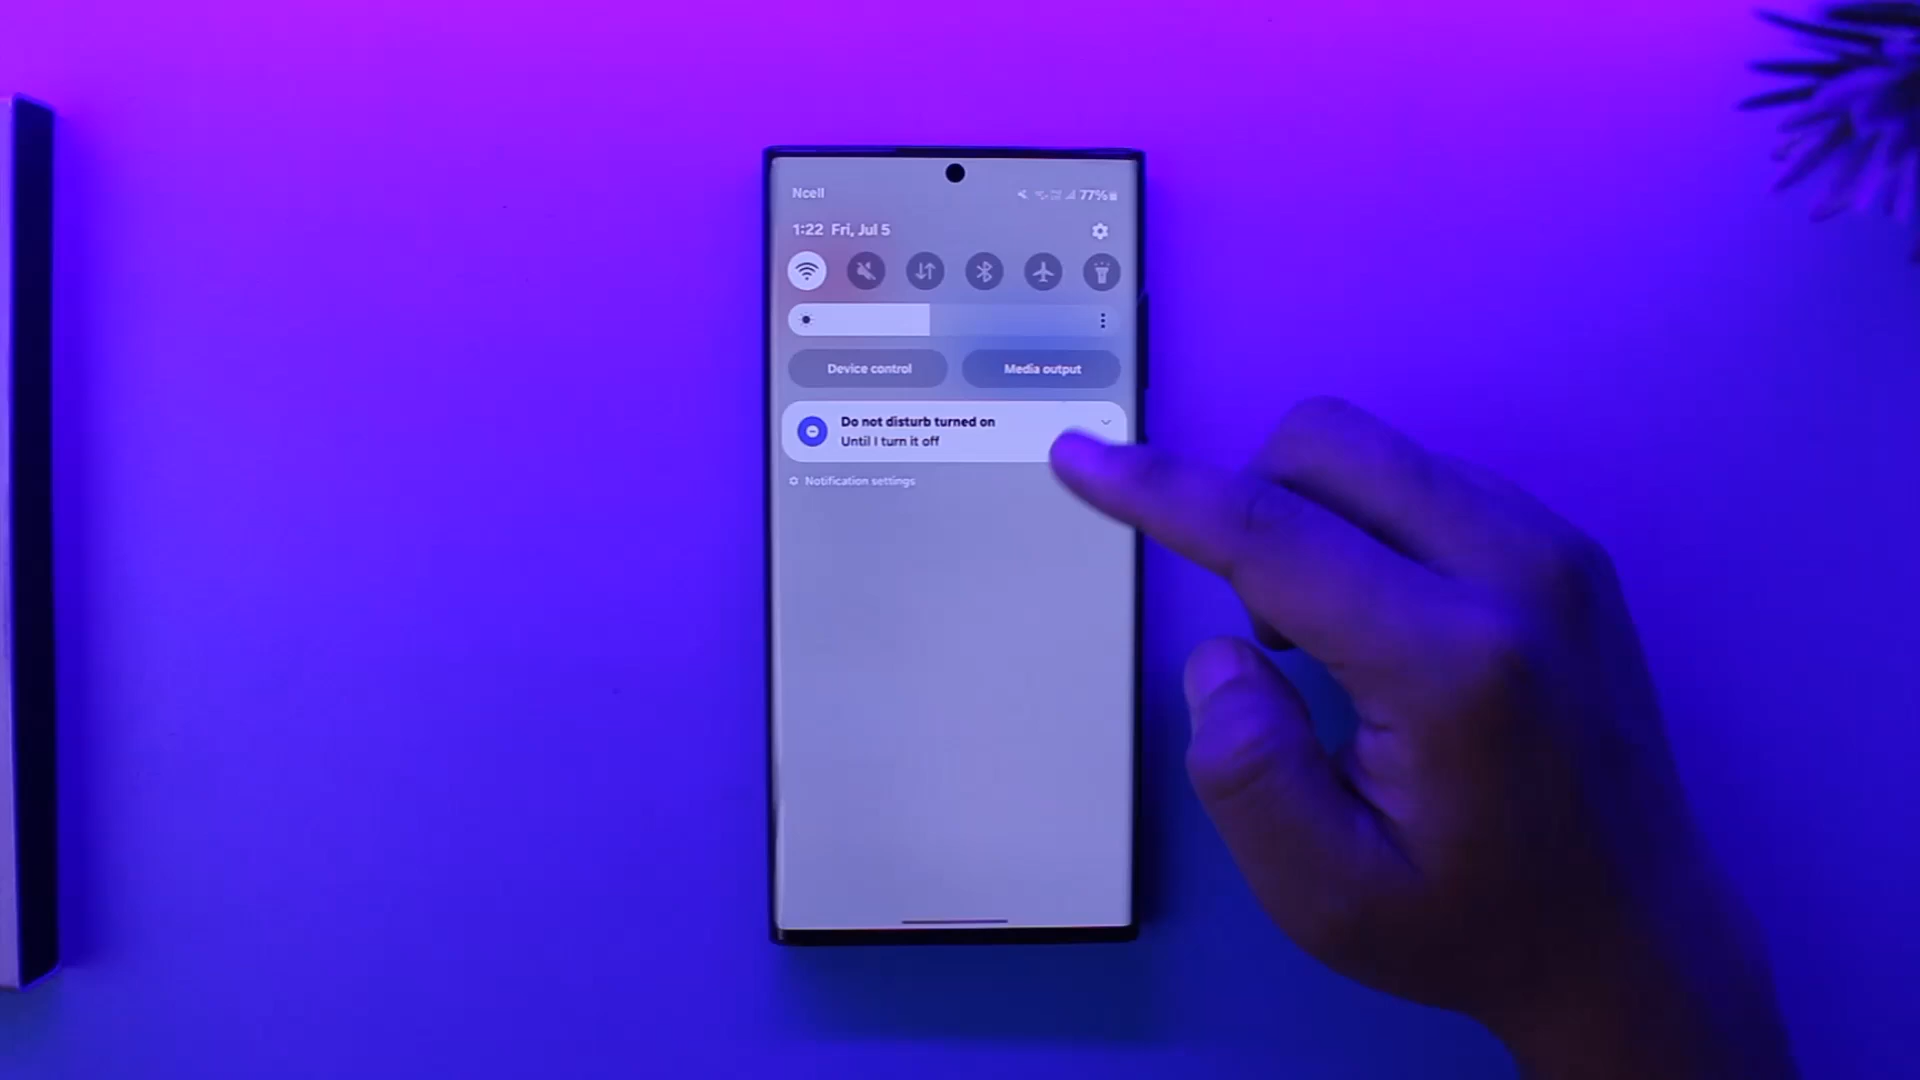 Ncell
77%
1:22 Fri, Jul 5
Device control
Media output
Do not disturb turned on
Until I turn it off
Notification settings